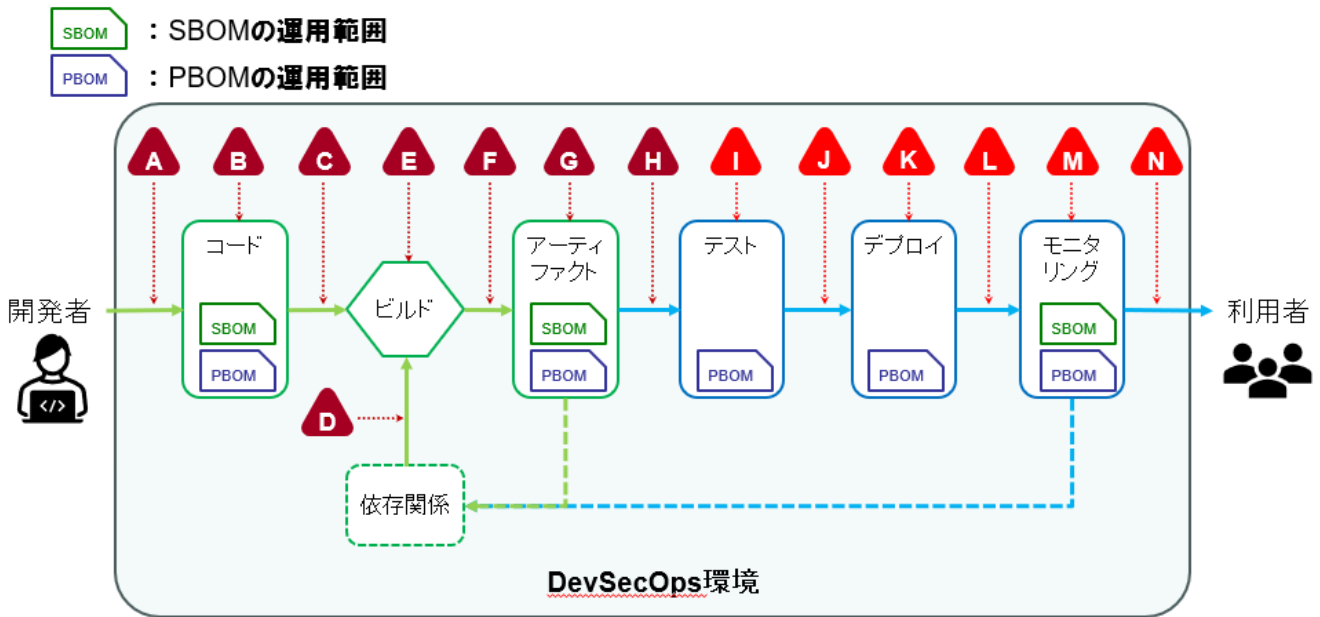 SBOM ：SBOMの運用範囲
PBOM ：PBOMの運用範囲
A B C E F G H I J K L M N
コード
アーティ
ファクト
テスト
デプロイ
モニタ
リング
開発者
ビルド
利用者
SBOM SBOM SBOM
PBOM PBOM PBOM PBOM PBOM
</>
D
依存関係
DevSecOps環境